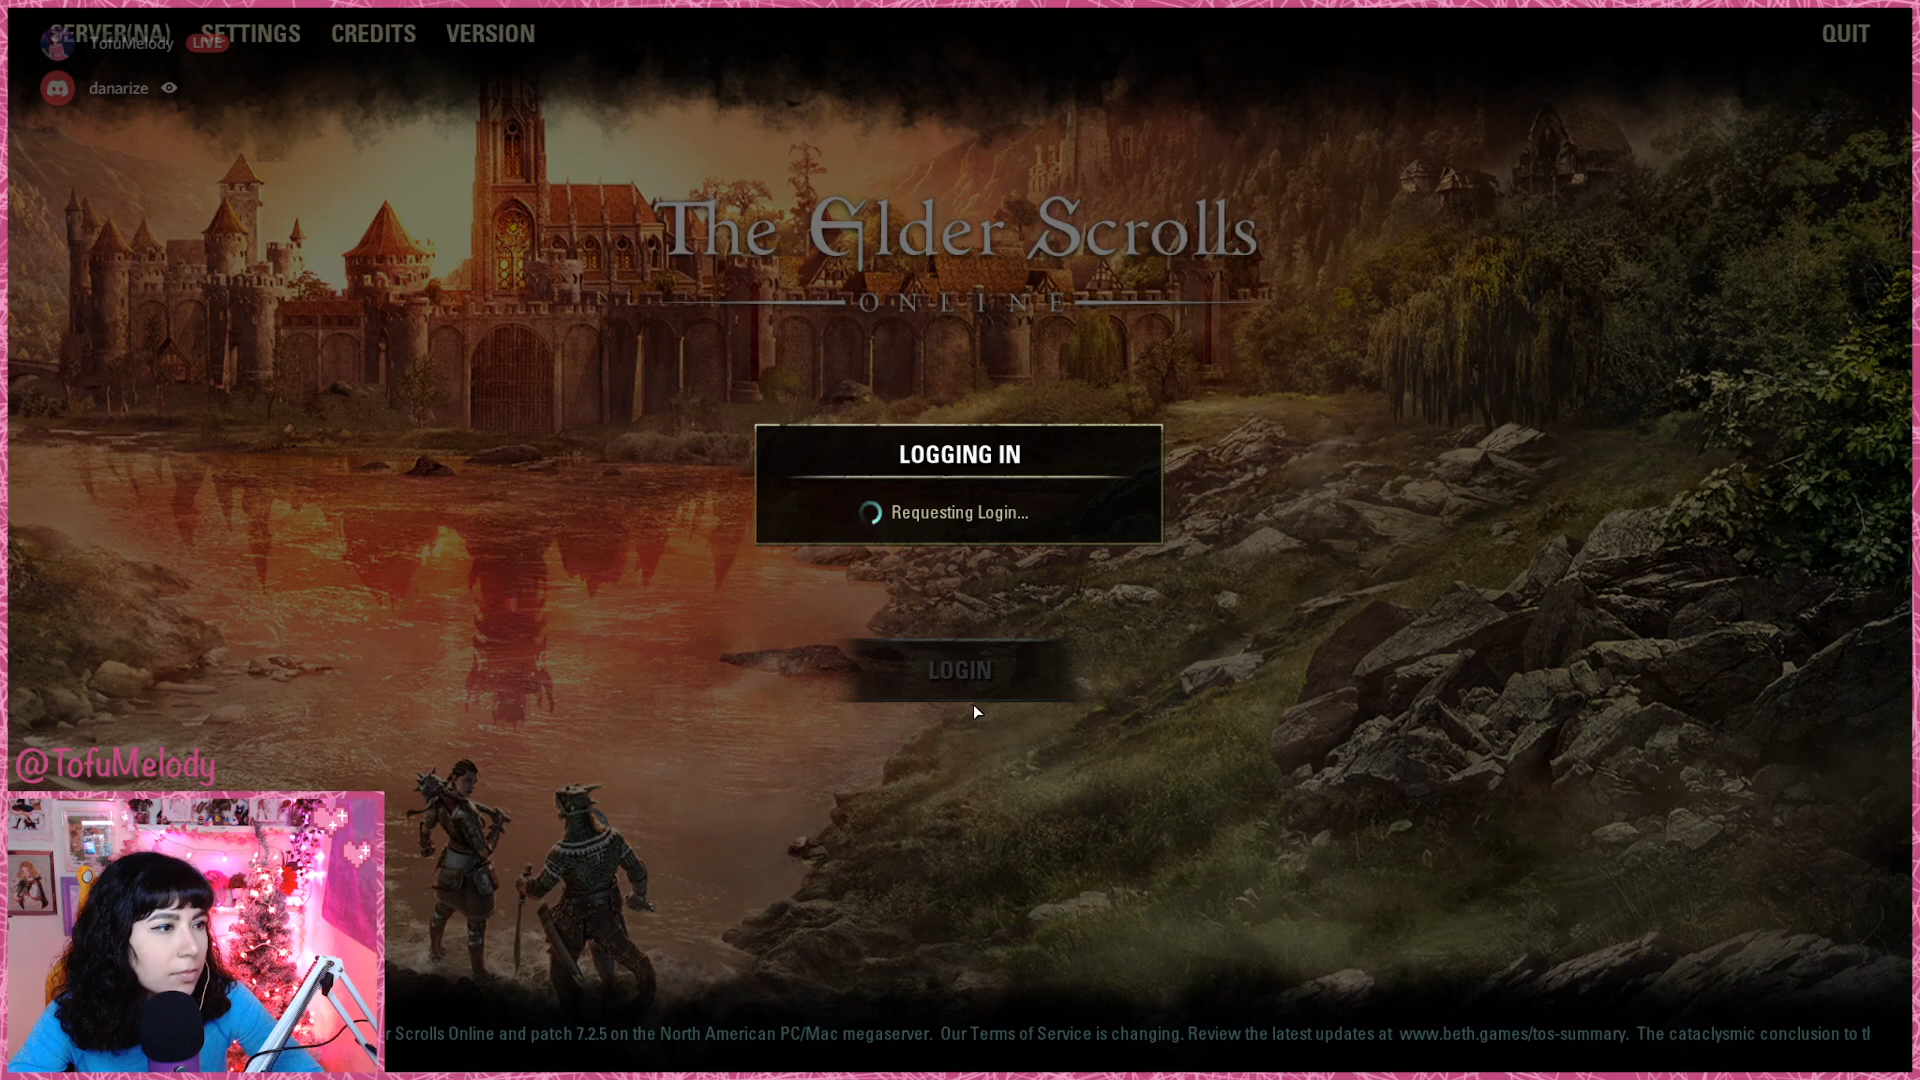 SERVER(NA) SETTINGS CREDITS VERSION QUIT
TofuMelody LIVE
danarize
The Elder Scrolls
ONLINE
LOGGING IN
Requesting Login...
LOGIN
@TofuMelody
r Scrolls Online and patch 7.2.5 on the North American PC/Mac megaserver. Our Terms of Service is changing. Review the latest updates at www.beth.games/tos-summary. The cataclysmic conclusion to tl